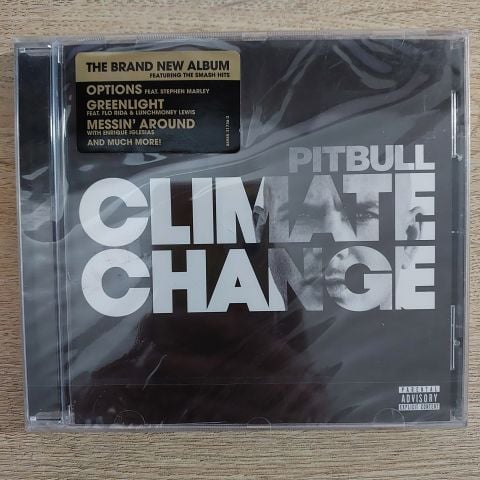 THE BRAND NEW ALBUM
FEATURING THE SMASH HITS
OPTIONS FEAT. STEPHEN MARLEY
GREENLIGHT
FEAT. FLO RIDA & LUNCHMONEY LEWIS
MESSIN' AROUND
WITH ENRIQUE IGLESIAS
AND MUCH MORE!
PITBULL
CLIMATE
CHANGE
PARENTAL
ADVISORY
EXPLICIT CONTENT